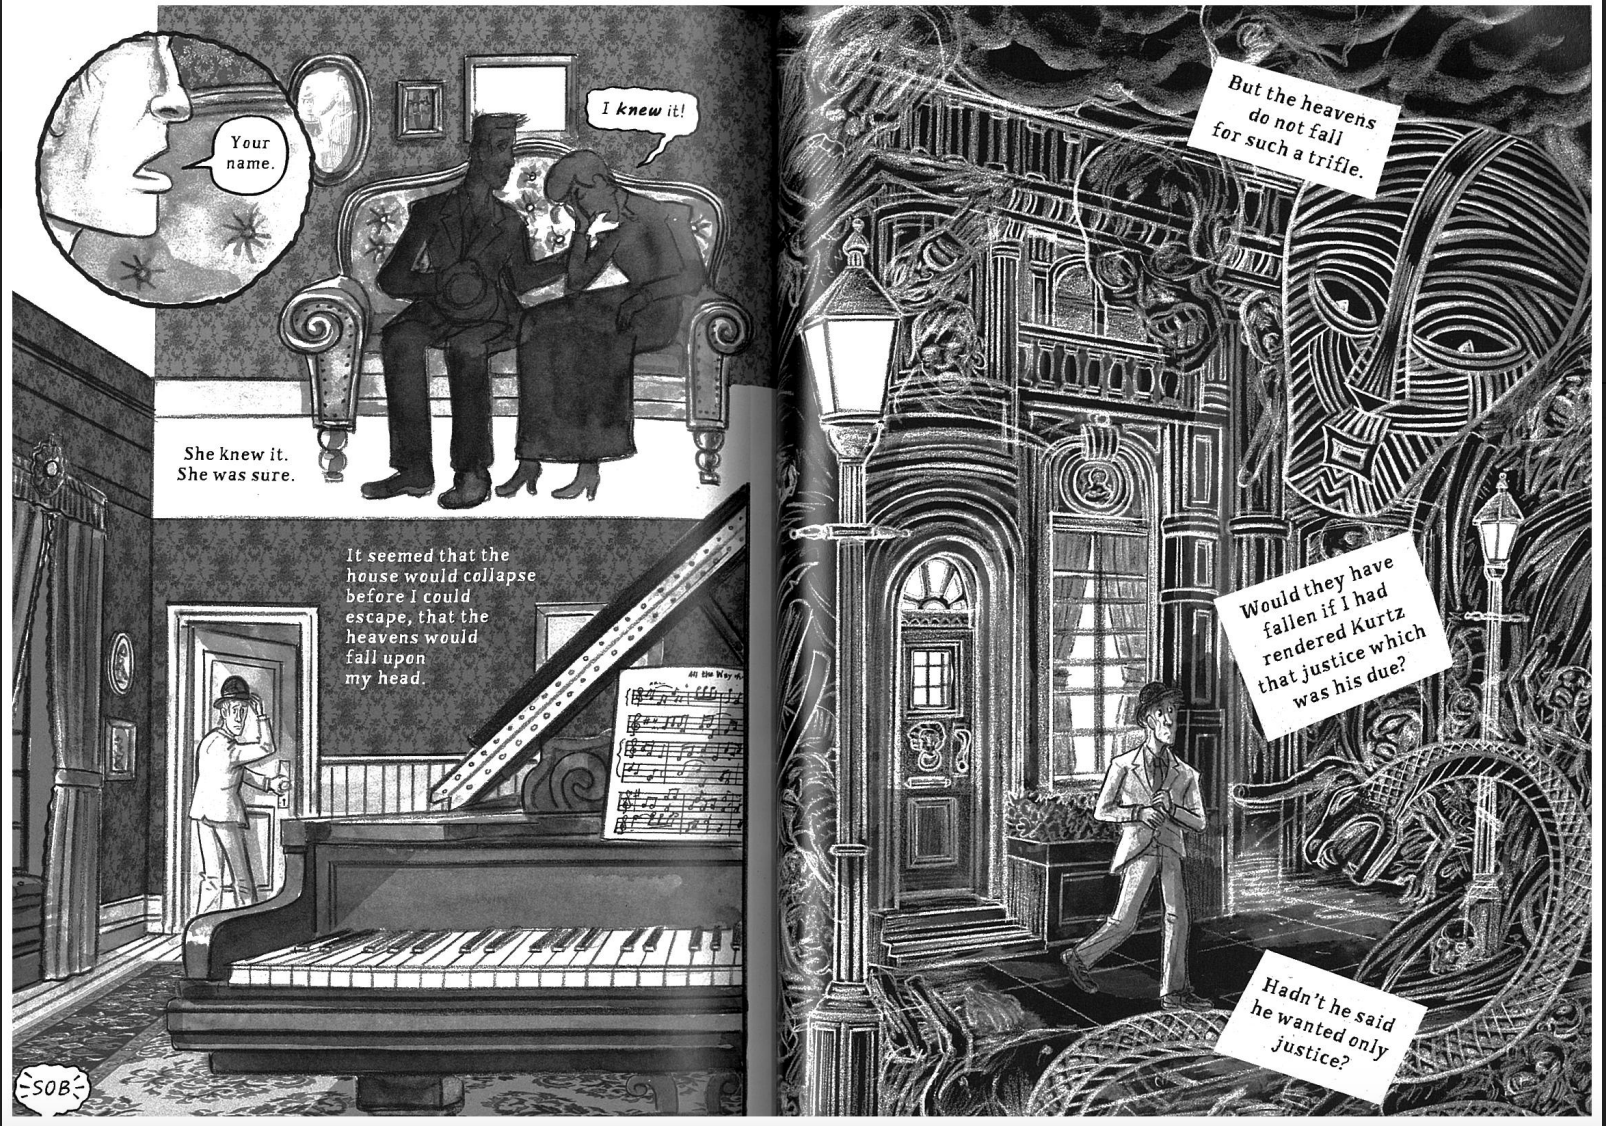 Your
name.
I knew it!
She knew it.
She was sure.
It seemed that the
house would collapse
before I could
escape, that the
heavens would
fall upon
my head.
All the Way
SOB
But the heavens
do not fall
for such a trifle.
Would they have
fallen if I had
rendered Kurtz
that justice which
was his due?
Hadn't he said
he wanted only
justice?